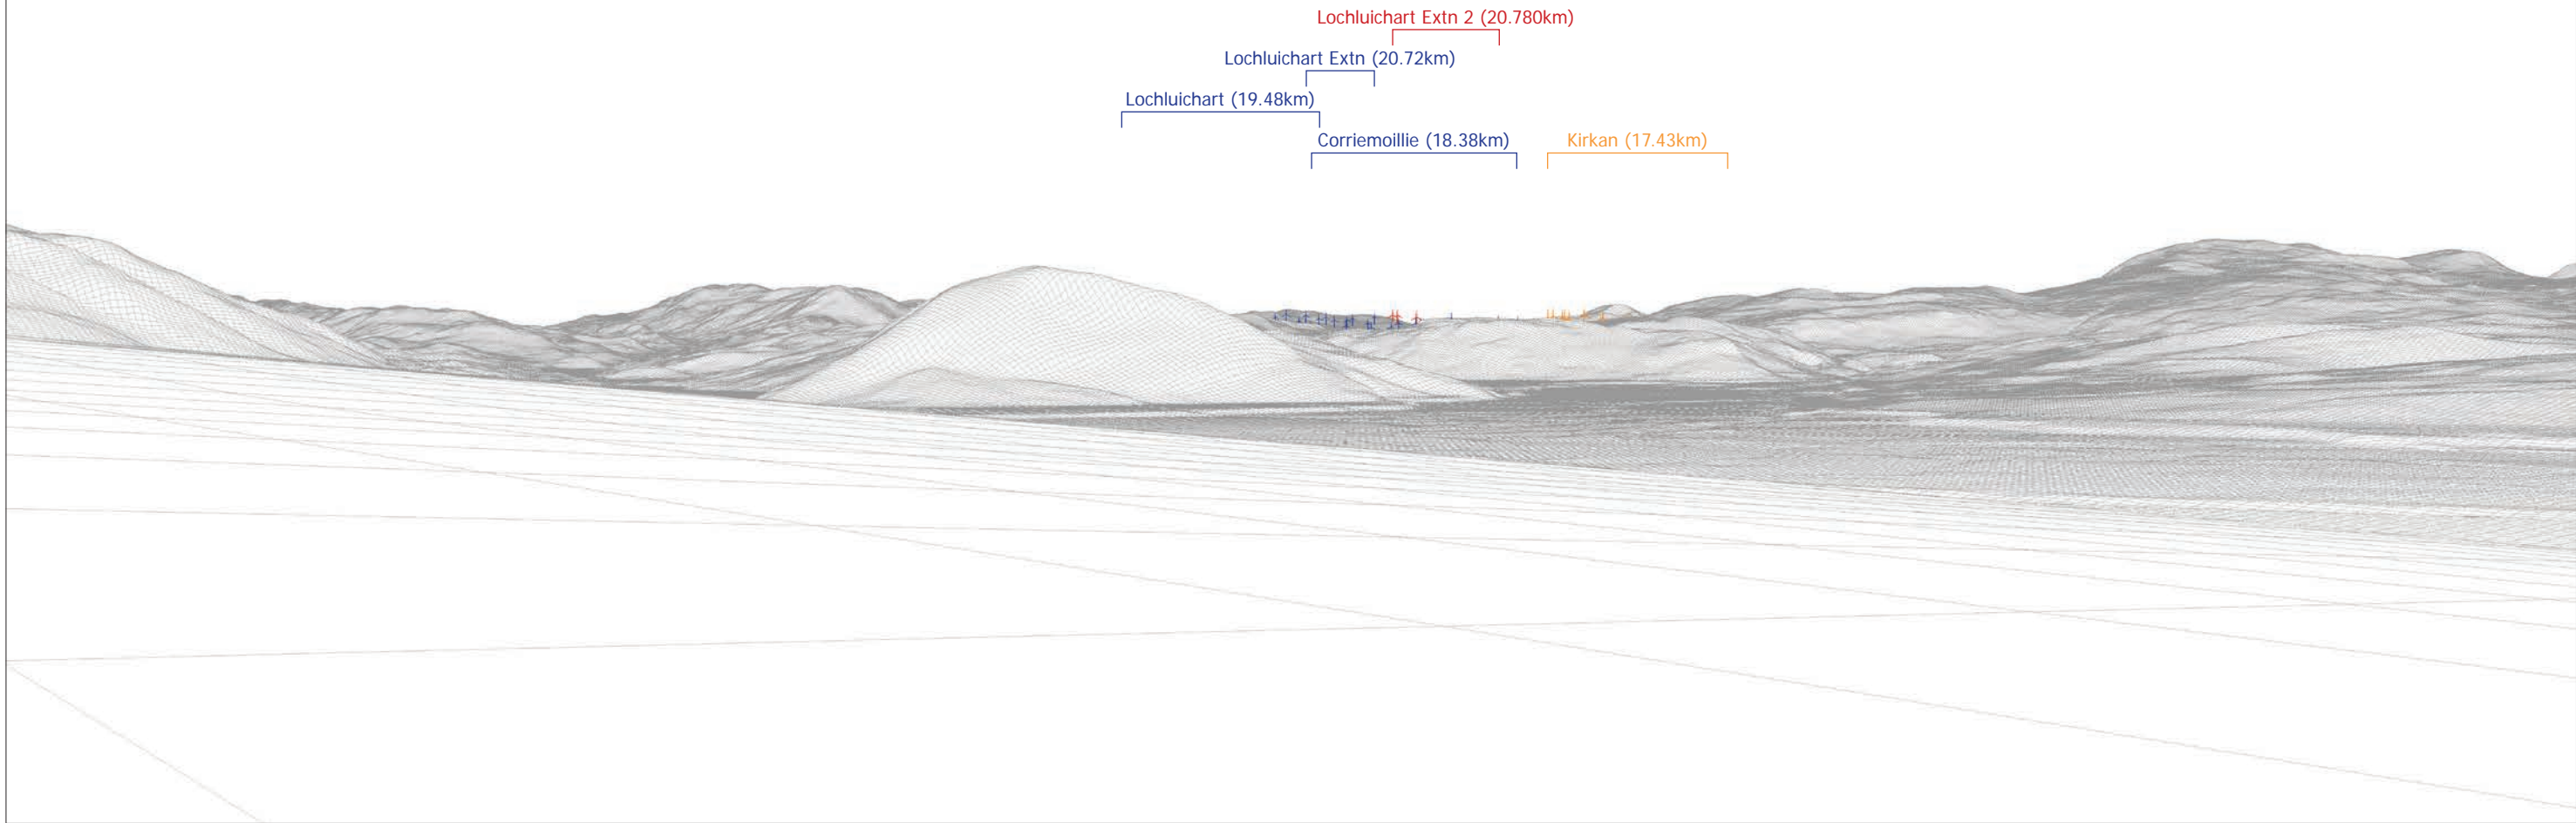 Lochluichart Extn 2 (20.780km)
Lochluichart Extn (20.72km)
Lochluichart (19.48km)
Corriemoillie (18.38km)
Kirkan (17.43km)